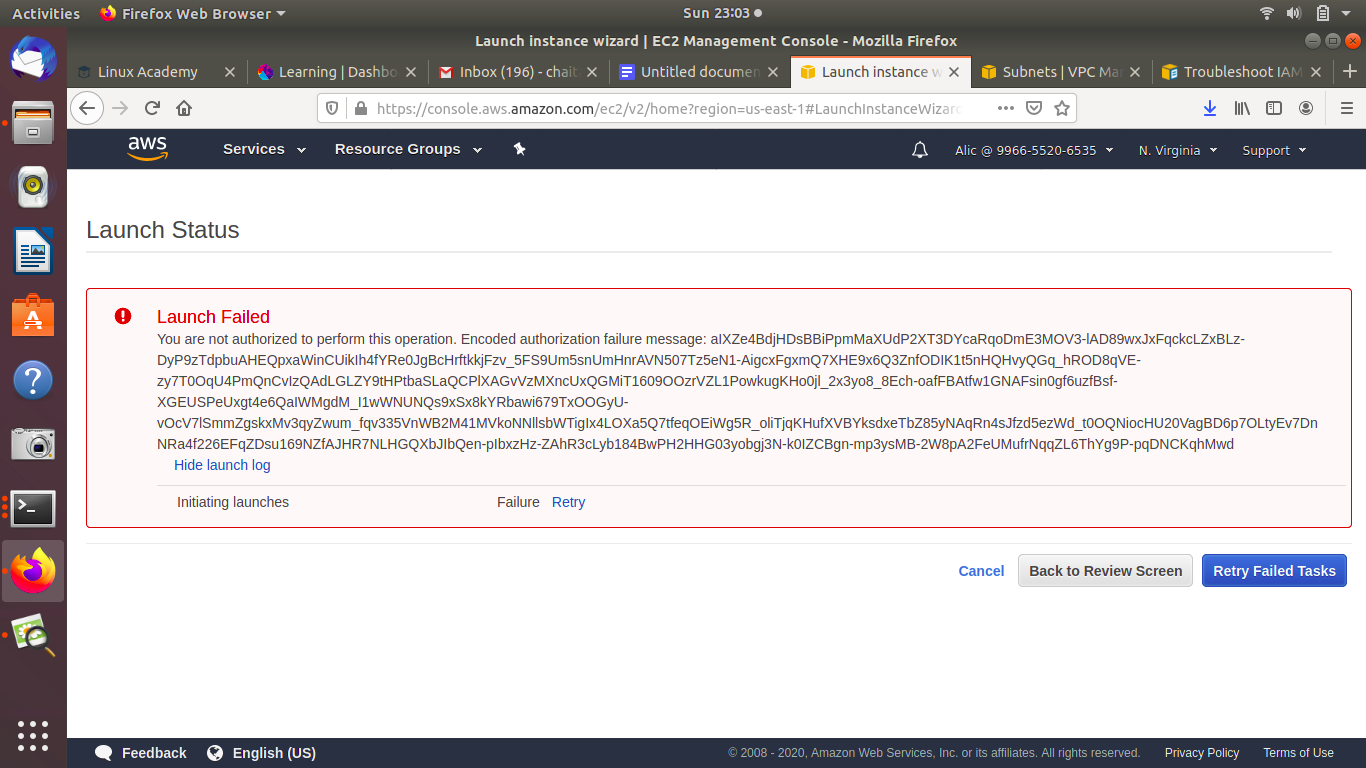 Activities
Firefox Web Browser
Sun 23:03
Launch instance wizard | EC2 Management Console - Mozilla Firefox
Linux Academy
Learning | Dashbo
Inbox (196) - chait
Untitled documen
Launch instance w
Subnets | VPC Ma
Troubleshoot IAM
https://console.aws.amazon.com/ec2/v2/home?region=us-east-1#LaunchInstanceWizard
aws
Services
Resource Groups
Alic @ 9966-5520-6535
N. Virginia
Support
Launch Status
Launch Failed
You are not authorized to perform this operation. Encoded authorization failure message: aIXZe4BdjHDsBBiPpmMaXUdP2XT3DYcaRqoDmE3MOV3-lAD89wxJxFqckcLZxBLz-
DyP9zTdpbuAHEQpxaWinCUikIh4fYRe0JgBcHrftkkjFzv_5FS9Um5snUmHnrAVN507Tz5eN1-AigcxFgxmQ7XHE9x6Q3ZnfODIK1t5nHQHvyQGq_hROD8qVE-
zy7T0OqU4PmQnCvIzQAdLGLZY9tHPtbaSLaQCPlXAGvVzMXncUxQGMiT1609OOzrVZL1PowkugKHo0jl_2x3yo8_8Ech-oafFBAtfw1GNAFsin0gf6uzfBsf-
XGEUSPeUxgt4e6QaIWMgdM_I1wWNUNQs9xSx8kYRbawi679TxOOGyU-
vOcV7lSmmZgskxMv3qyZwum_fqv335VnWB2M41MVkoNNllsbWTigIx4LOXa5Q7tfeqOEiWg5R_oliTjqKHufXVBYksdxeTbZ85yNAqRn4sJfzd5ezWd_t0OQNiocHU20VagBD6p7OLtyEv7Dn
NRa4f226EFqZDsu169NZfAJHR7NLHGQXbJIbQen-pIbxzHz-ZAhR3cLyb184BwPH2HHG03yobgj3N-k0IZCBgn-mp3ysMB-2W8pA2FeUMufrNqqZL6ThYg9P-pqDNCKqhMwd
Hide launch log
Initiating launches
Failure
Retry
Cancel
Back to Review Screen
Retry Failed Tasks
Feedback
English (US)
© 2008 - 2020, Amazon Web Services, Inc. or its affiliates. All rights reserved.
Privacy Policy
Terms of Use